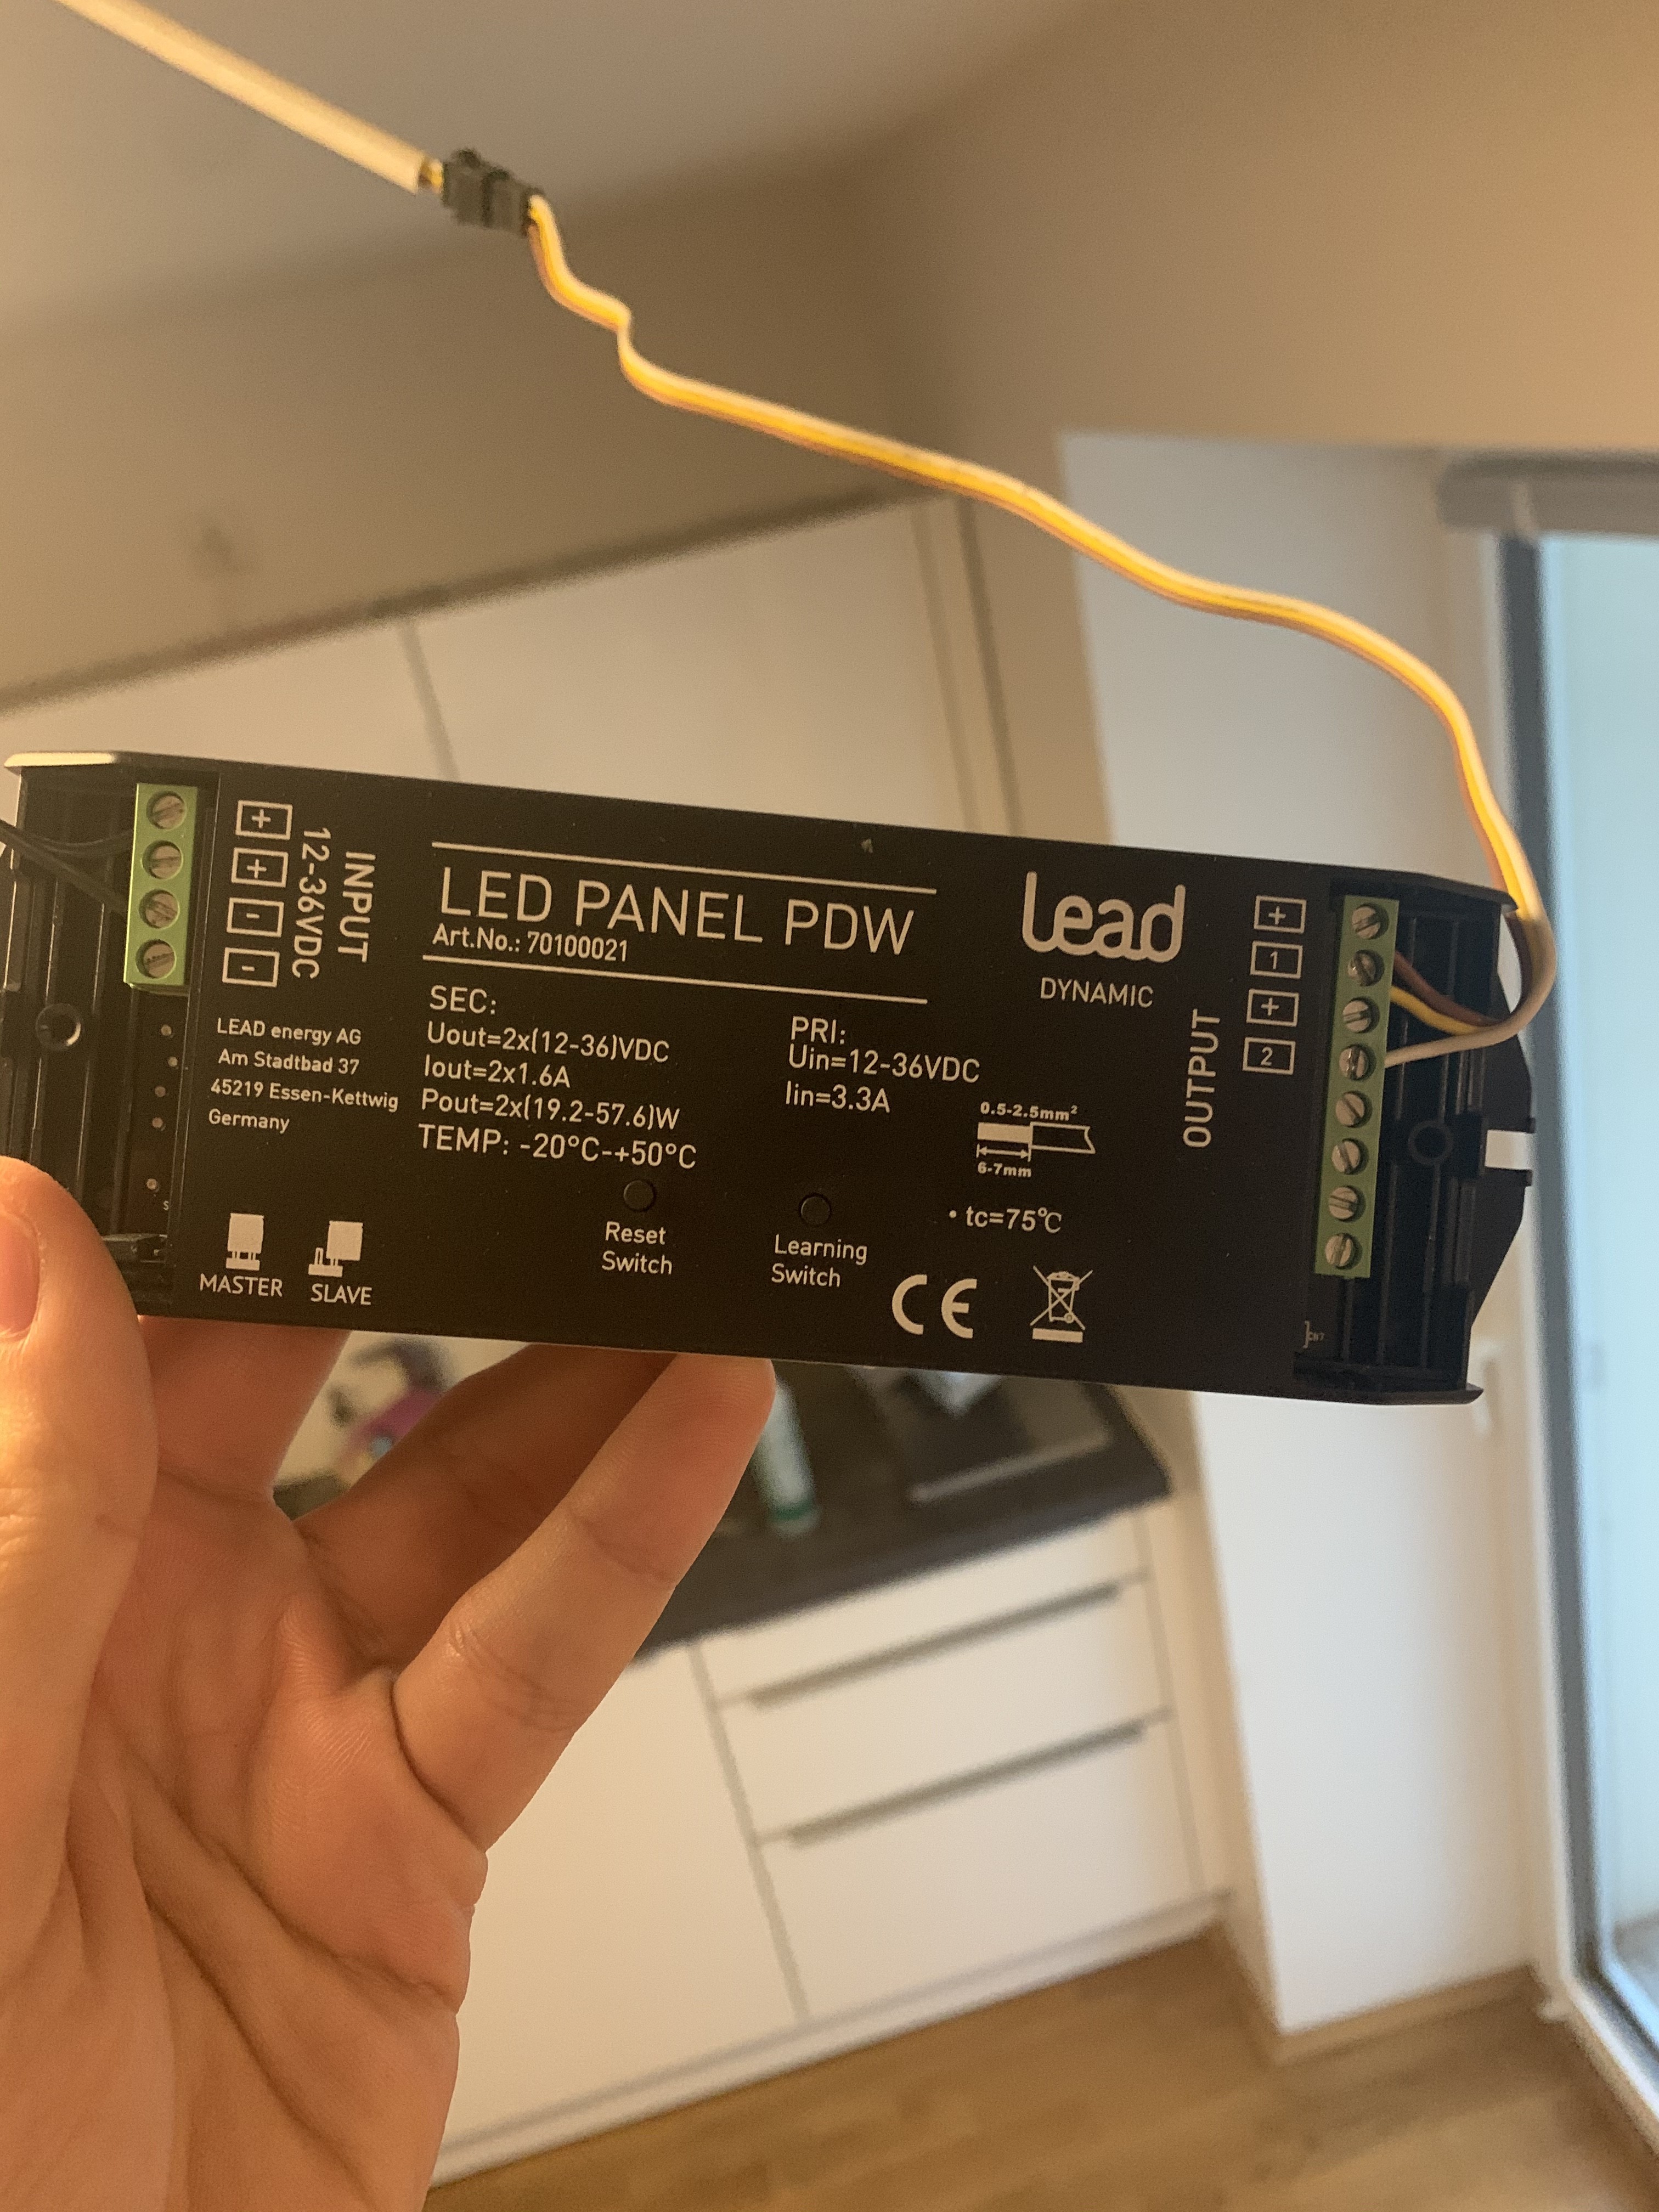 +
+
-
-
INPUT
12-36VDC
LED PANEL PDW
Art.No.: 70100021
lead
DYNAMIC
LEAD energy AG
Am Stadtbad 37
45219 Essen-Kettwig
Germany
SEC:
Uout=2x(12-36)VDC
Iout=2x1.6A
Pout=2x(19.2-57.6)W
TEMP: -20°C-+50°C
PRI:
Uin=12-36VDC
Iin=3.3A
0.5-2.5mm²
6-7mm
• tc=75℃
OUTPUT
+
1
+
2
MASTER
SLAVE
Reset
Switch
Learning
Switch
CE
CN7